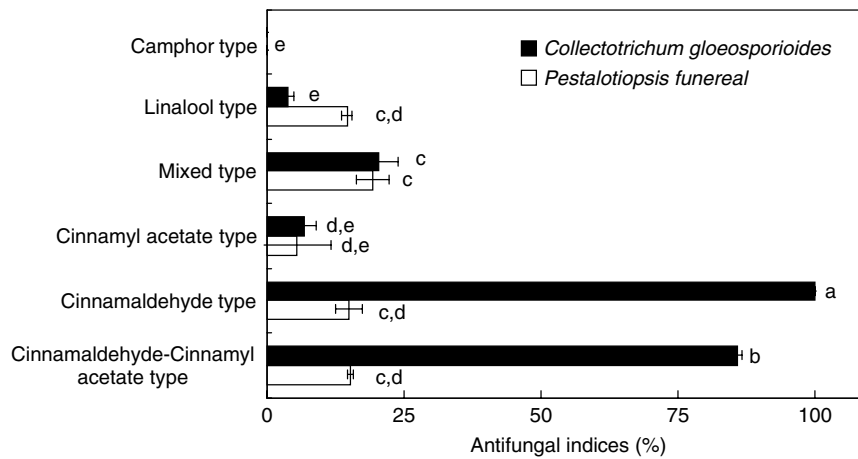 Camphor type
e
Collectotrichum gloeosporioides
Pestalotiopsis funereal
Linalool type
e
c,d
Mixed type
c
c
Cinnamyl acetate type
d,e
d,e
Cinnamaldehyde type
a
c,d
Cinnamaldehyde-Cinnamyl
acetate type
b
c,d
0 25 50 75 100
Antifungal indices (%)